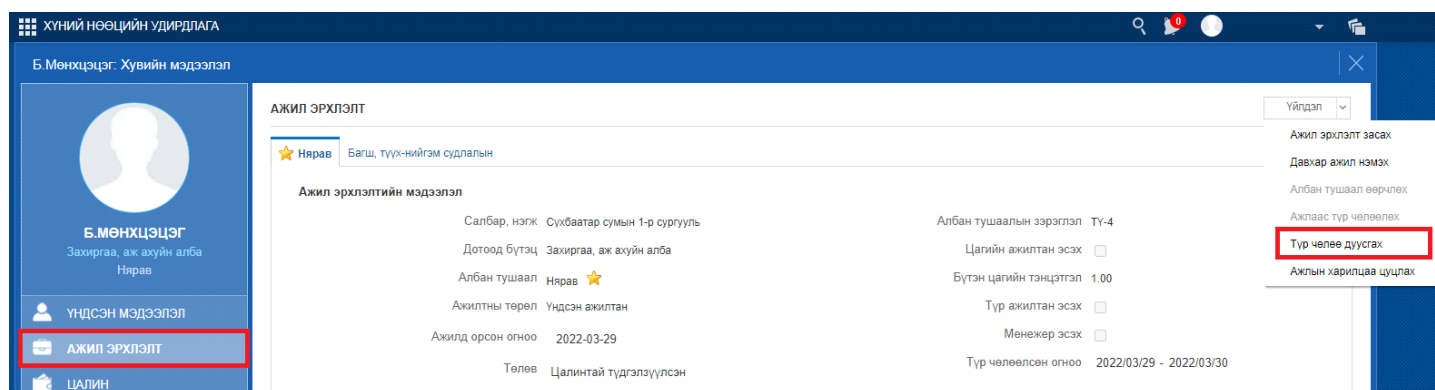 ХҮНИЙ НӨӨЦИЙН УДИРДЛАГА
0
Б.Мөнхцэцэг: Хувийн мэдээлэл
АЖИЛ ЭРХЛЭЛТ
Үйлдэл
Ажил эрхлэлт засах
Давхар ажил нэмэх
Албан тушаал өөрчлөх
Ажлаас түр чөлөөлөх
Түр чөлөө дуусгах
Ажлын харилцаа цуцлах
Нярав
Багш, түүх-нийгэм судлалын
Ажил эрхлэлтийн мэдээлэл
Салбар, нэгж Сүхбаатар сумын 1-р сургууль
Албан тушаалын зэрэглэл ТҮ-4
Дотоод бүтэц Захиргаа, аж ахуйн алба
Цагийн ажилтан эсэх
Албан тушаал Нярав
Бүтэн цагийн тэнцэтгэл 1.00
Ажилтны төрөл Үндсэн ажилтан
Түр ажилтан эсэх
Ажилд орсон огноо 2022-03-29
Менежер эсэх
Төлөв Цалинтай түдгэлзүүлсэн
Түр чөлөөлсөн огноо 2022/03/29 - 2022/03/30
Б.МӨНХЦЭЦЭГ
Захиргаа, аж ахуйн алба
Нярав
ҮНДСЭН МЭДЭЭЛЭЛ
АЖИЛ ЭРХЛЭЛТ
ЦАЛИН